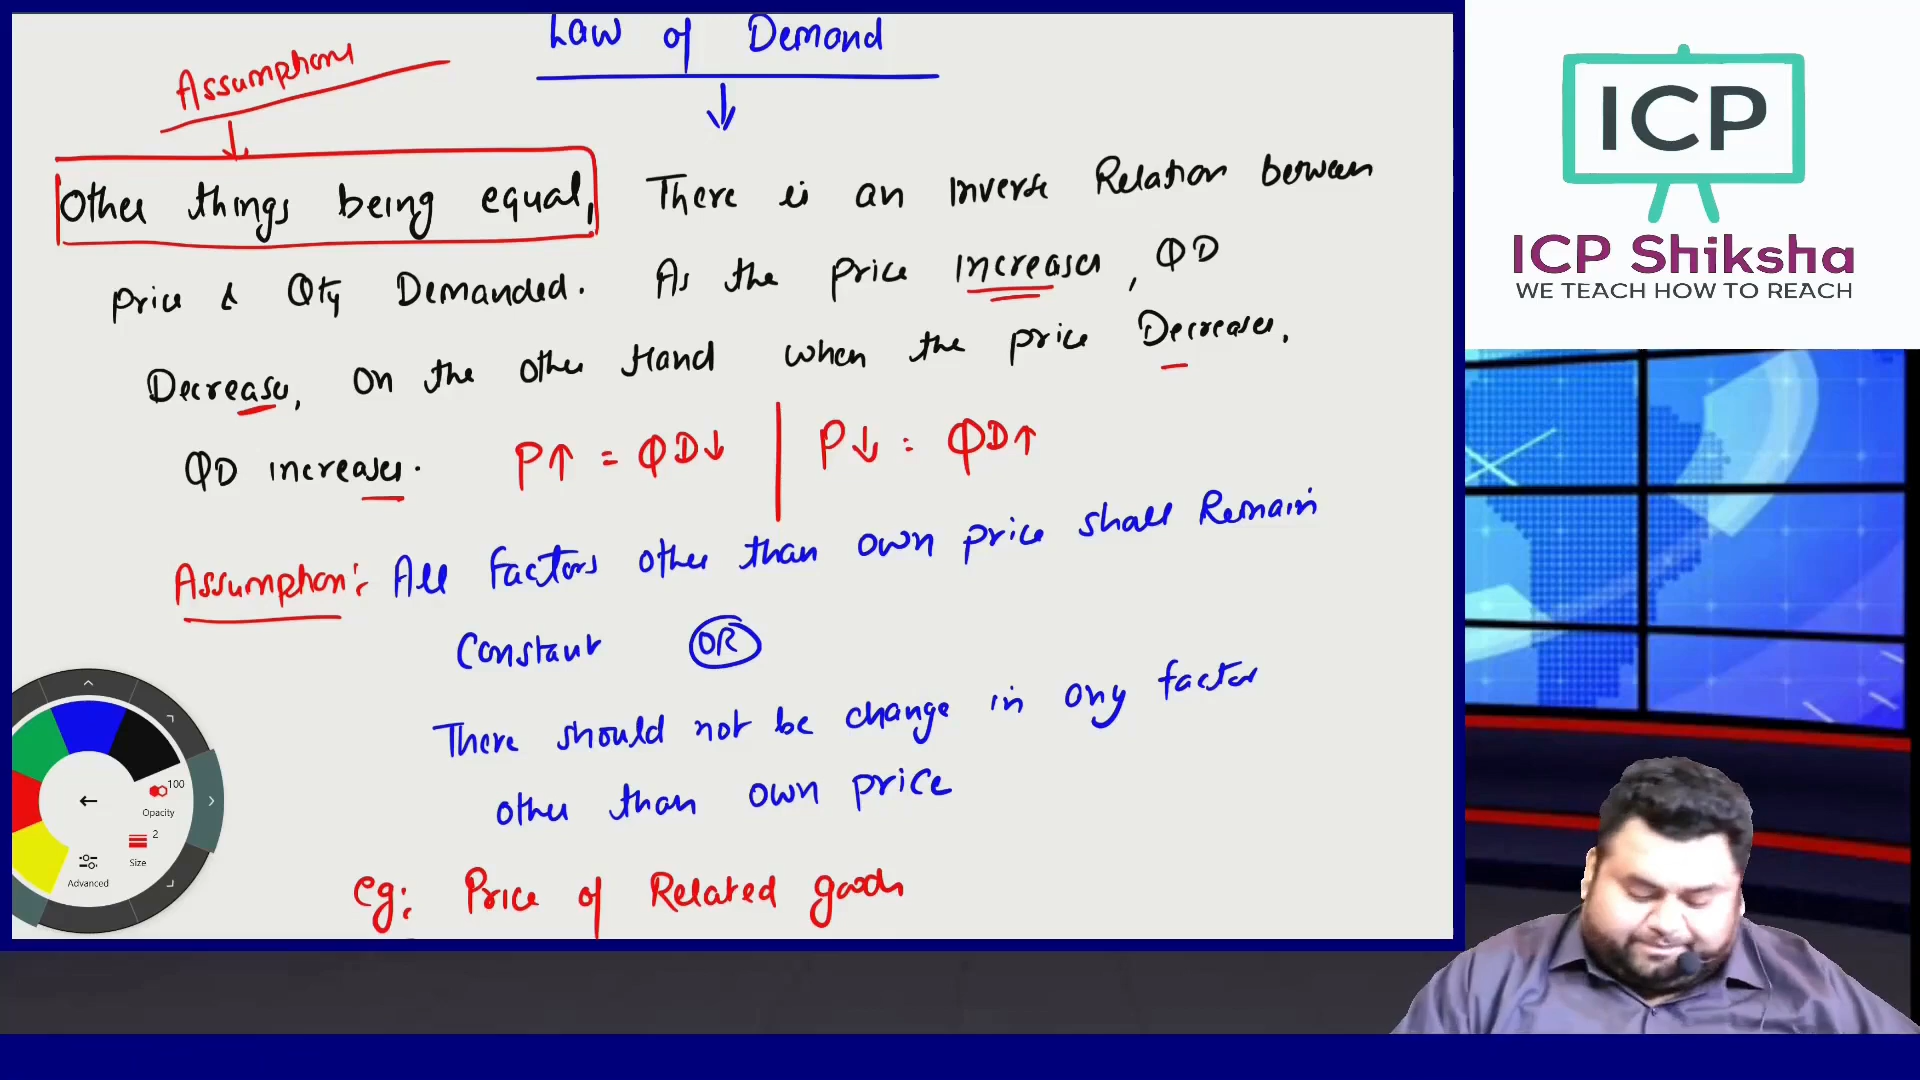 Law of Demand
Assumptions
Other things being equal, There is an Inverse Relation between
Price & Qty Demanded. As the Price increases, QD
Decrease, On the other Hand when the price Decreases,
QD increases. P↑ = QD↓ | P↓ = QD↑
Assumption: All factors other than own price shall Remain
Constant OR
There should not be change in any factor
other than own price
eg: Price of Related goods
100
Opacity
2
Size
Advanced
ICP
ICP Shiksha
WE TEACH HOW TO REACH